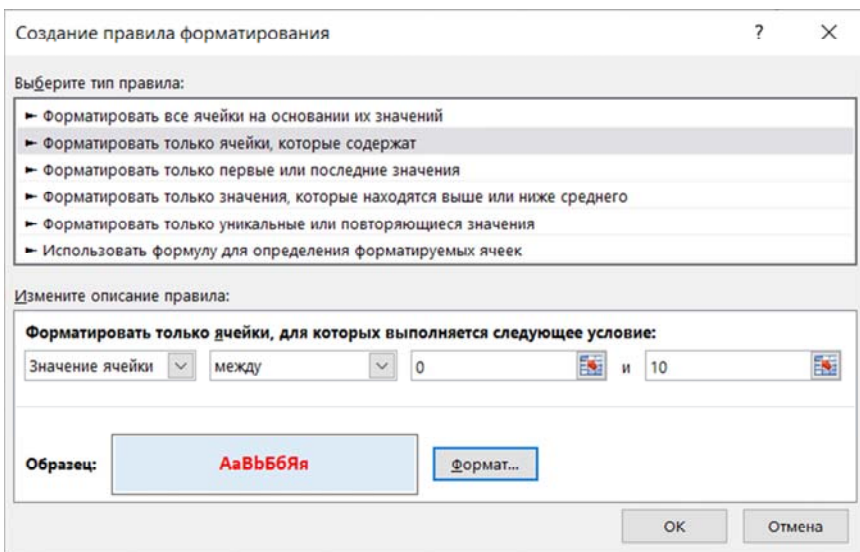 Создание правила форматирования ?
Выберите тип правила:
► Форматировать все ячейки на основании их значений
► Форматировать только ячейки, которые содержат
► Форматировать только первые или последние значения
► Форматировать только значения, которые находятся выше или ниже среднего
► Форматировать только уникальные или повторяющиеся значения
► Использовать формулу для определения форматируемых ячеек
Измените описание правила:
Форматировать только ячейки, для которых выполняется следующее условие:
Значение ячейки между 0 и 10
Образец: АаВbБбЯя Формат...
ОК Отмена